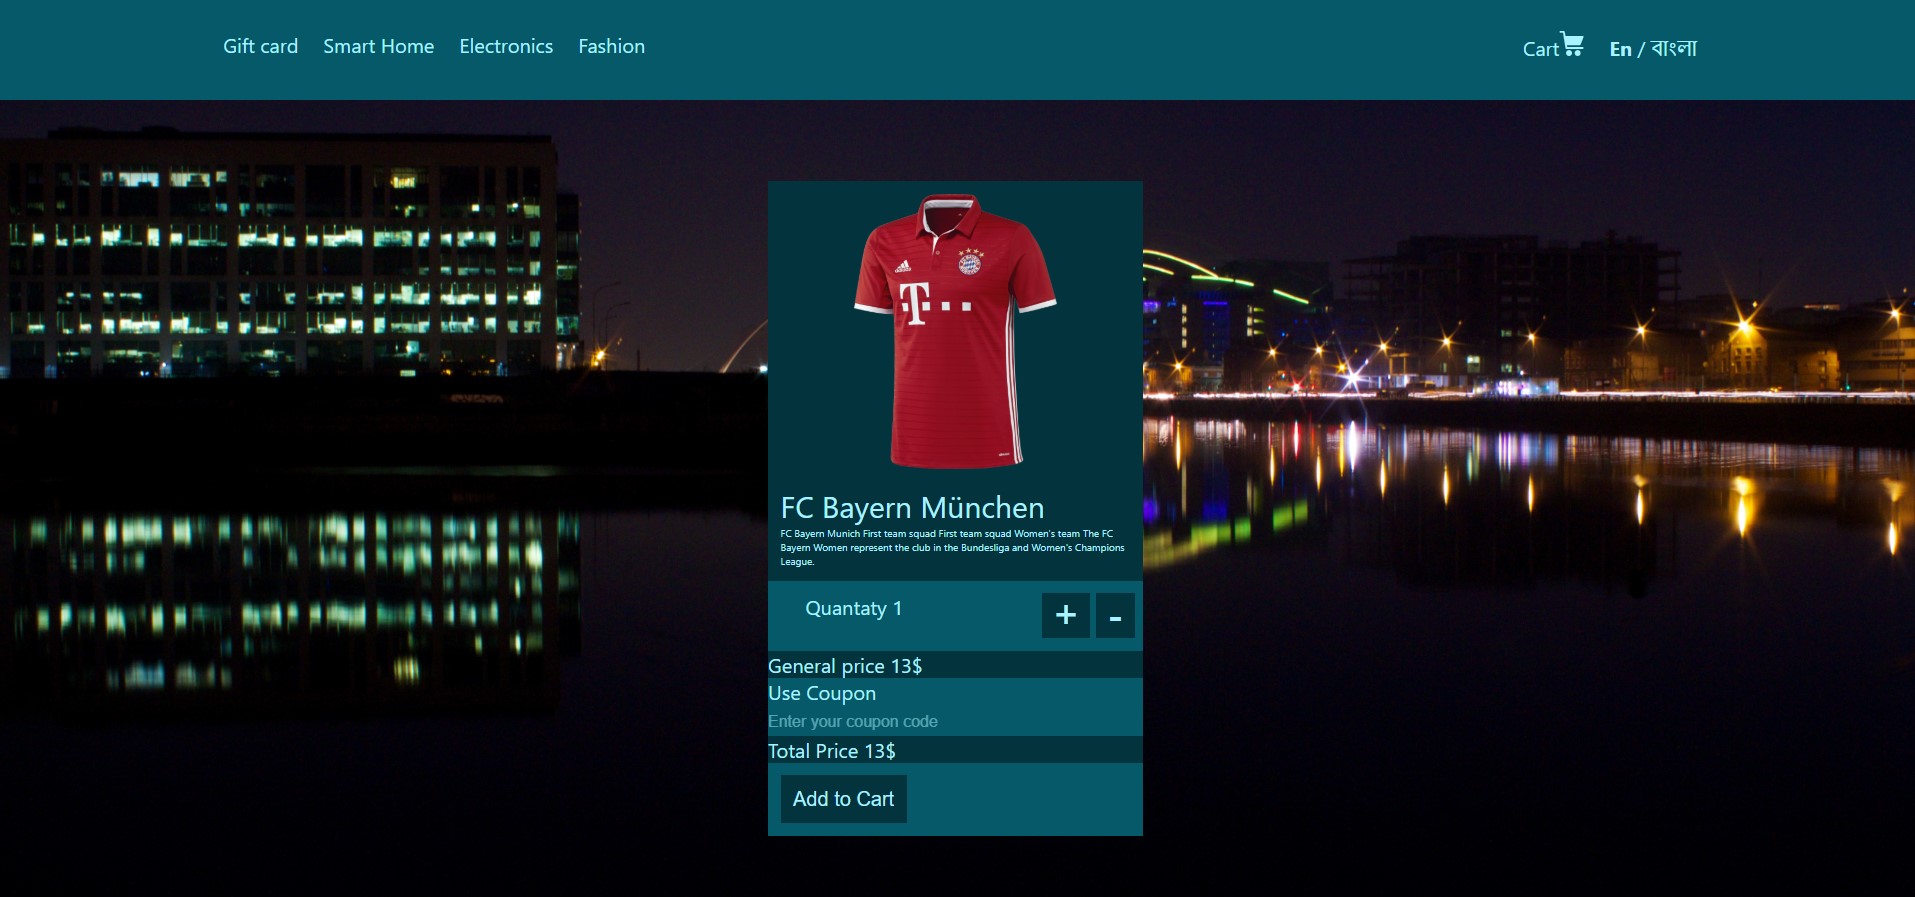 Gift card Smart Home Electronics Fashion Cart En / বাংলা
adidas
T
FC Bayern München
FC Bayern Munich First team squad First team squad Women's team The FC
Bayern Women represent the club in the Bundesliga and Women's Champions
League.
Quantaty 1 + -
General price 13$
Use Coupon
Enter your coupon code
Total Price 13$
Add to Cart